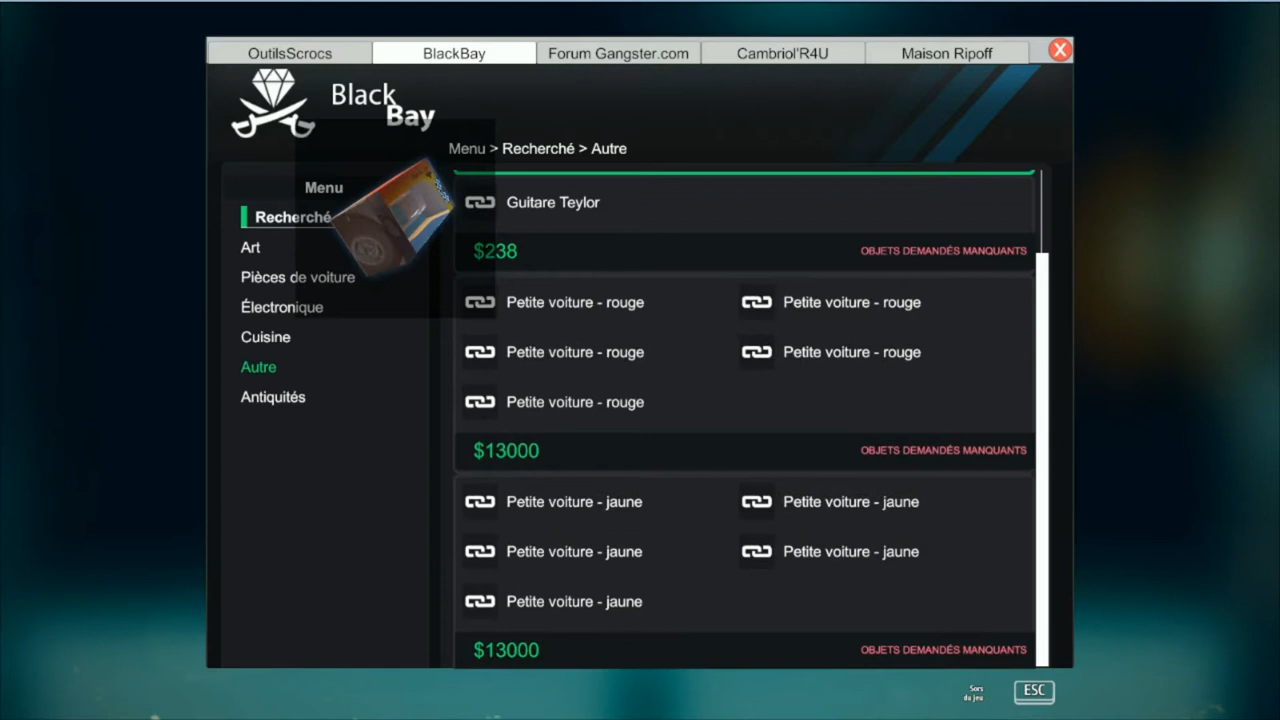 OutilsScrocs BlackBay Forum Gangster.com Cambriol'R4U Maison Ripoff X
Black
Bay
Menu > Recherché > Autre
Menu
Recherché
Art
Pièces de voiture
Électronique
Cuisine
Autre
Antiquités
Guitare Teylor
$238 OBJETS DEMANDÉS MANQUANTS
Petite voiture - rouge Petite voiture - rouge
Petite voiture - rouge Petite voiture - rouge
Petite voiture - rouge
$13000 OBJETS DEMANDÉS MANQUANTS
Petite voiture - jaune Petite voiture - jaune
Petite voiture - jaune Petite voiture - jaune
Petite voiture - jaune
$13000 OBJETS DEMANDÉS MANQUANTS
Sors
du jeu
ESC